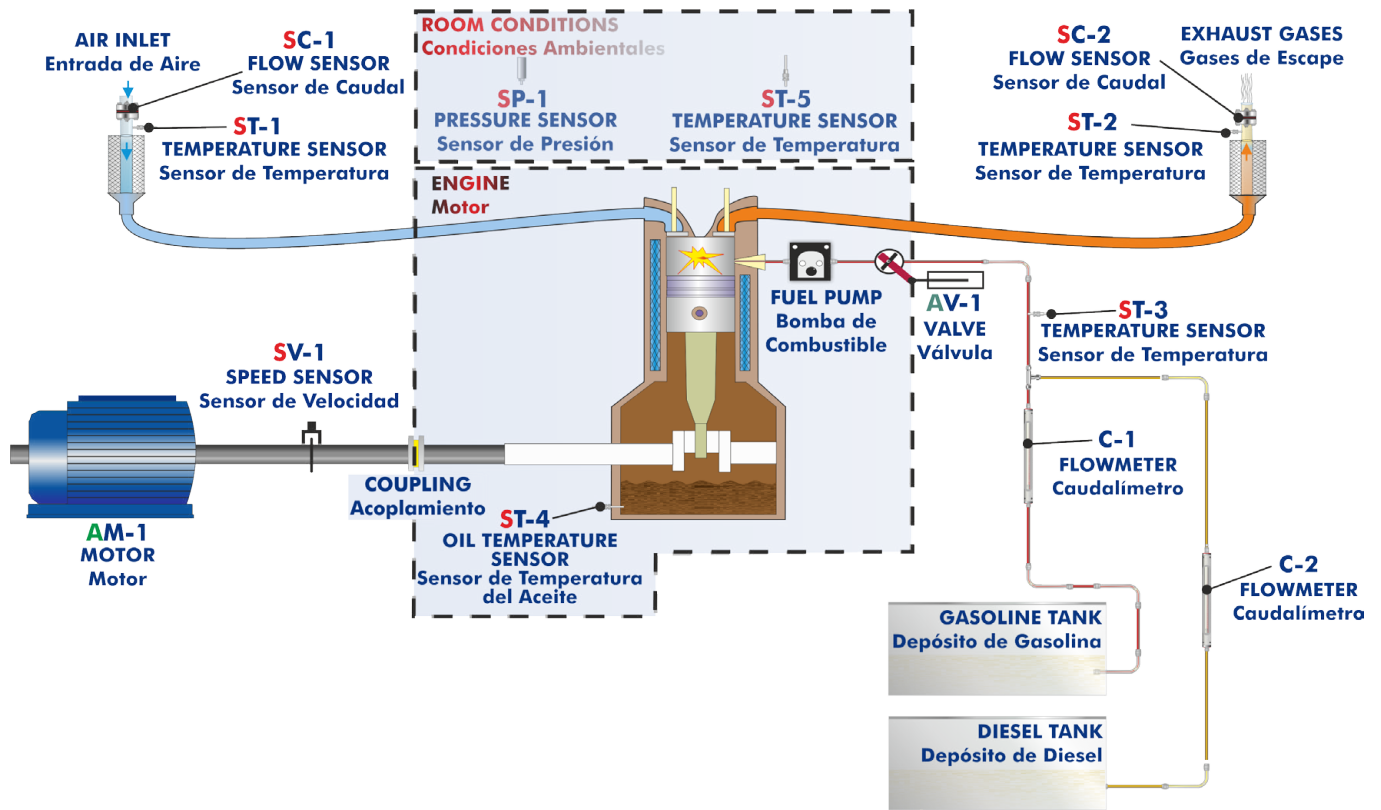 ROOM CONDITIONS
Condiciones Ambientales
SP-1
PRESSURE SENSOR
Sensor de Presión
ST-5
TEMPERATURE SENSOR
Sensor de Temperatura
AIR INLET
Entrada de Aire
SC-1
FLOW SENSOR
Sensor de Caudal
ST-1
TEMPERATURE SENSOR
Sensor de Temperatura
SC-2
FLOW SENSOR
Sensor de Caudal
EXHAUST GASES
Gases de Escape
ST-2
TEMPERATURE SENSOR
Sensor de Temperatura
ENGINE
Motor
FUEL PUMP
Bomba de
Combustible
AV-1
VALVE
Válvula
ST-3
TEMPERATURE SENSOR
Sensor de Temperatura
SV-1
SPEED SENSOR
Sensor de Velocidad
C-1
FLOWMETER
Caudalímetro
COUPLING
Acoplamiento
AM-1
MOTOR
Motor
ST-4
OIL TEMPERATURE
SENSOR
Sensor de Temperatura
del Aceite
C-2
FLOWMETER
Caudalímetro
GASOLINE TANK
Depósito de Gasolina
DIESEL TANK
Depósito de Diesel